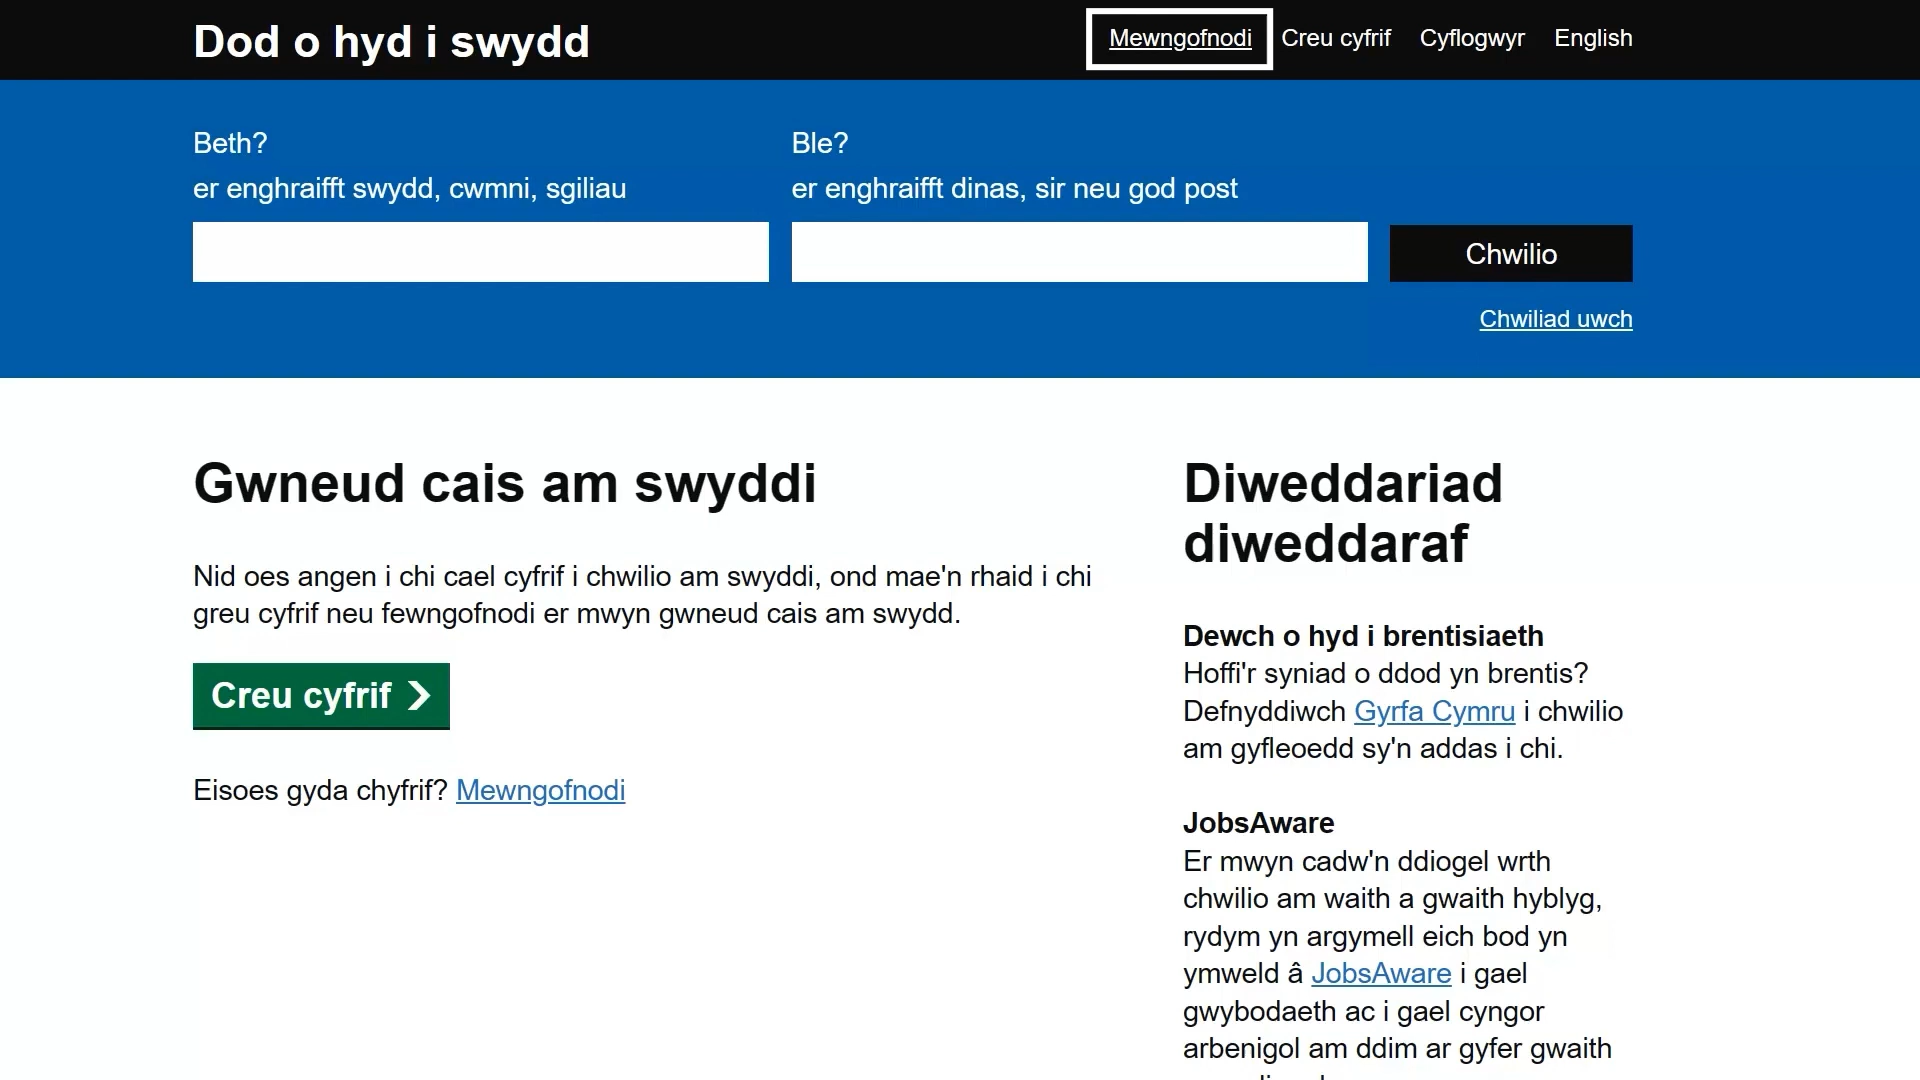 Dod o hyd i swydd
Mewngofnodi
Creu cyfrif
Cyflogwyr
English
Beth?
er enghraifft swydd, cwmni, sgiliau
Ble?
er enghraifft dinas, sir neu god post
Chwilio
Chwiliad uwch
Gwneud cais am swyddi
Nid oes angen i chi cael cyfrif i chwilio am swyddi, ond mae'n rhaid i chi
greu cyfrif neu fewngofnodi er mwyn gwneud cais am swydd.
Creu cyfrif
Eisoes gyda chyfrif? Mewngofnodi
Diweddariad
diweddaraf
Dewch o hyd i brentisiaeth
Hoffi'r syniad o ddod yn brentis?
Defnyddiwch Gyrfa Cymru i chwilio
am gyfleoedd sy'n addas i chi.
JobsAware
Er mwyn cadw'n ddiogel wrth
chwilio am waith a gwaith hyblyg,
rydym yn argymell eich bod yn
ymweld â JobsAware i gael
gwybodaeth ac i gael cyngor
arbenigol am ddim ar gyfer gwaith